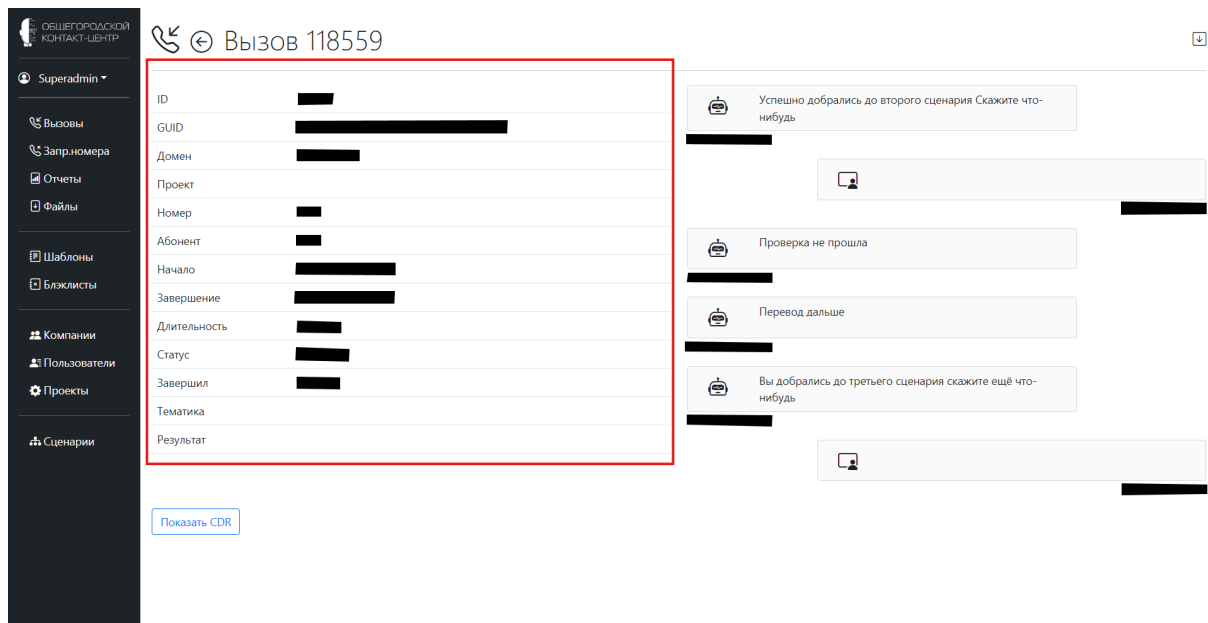 ОБЩЕГОРОДСКОЙ
КОНТАКТ-ЦЕНТР
Superadmin
Вызовы
Запр.номера
Отчеты
Файлы
Шаблоны
Блэклисты
Компании
Пользователи
Проекты
Сценарии
Вызов 118559
ID
GUID
Домен
Проект
Номер
Абонент
Начало
Завершение
Длительность
Статус
Завершил
Тематика
Результат
Показать CDR
Успешно добрались до второго сценария Скажите что-
нибудь
Проверка не прошла
Перевод дальше
Вы добрались до третьего сценария скажите ещё что-
нибудь